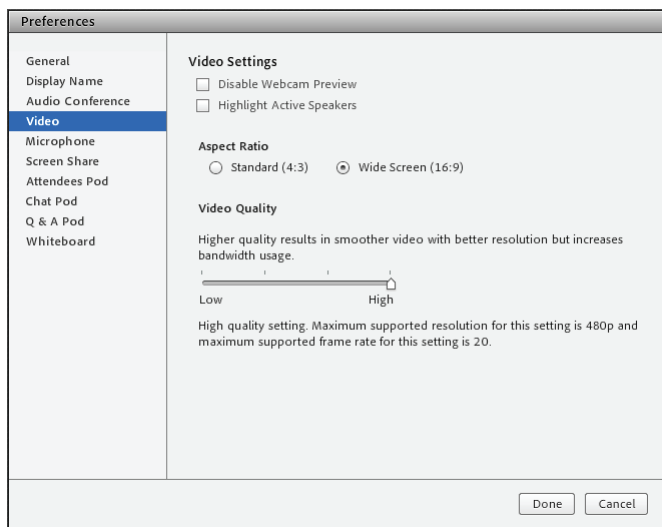 Preferences
General
Display Name
Audio Conference
Video
Microphone
Screen Share
Attendees Pod
Chat Pod
Q & A Pod
Whiteboard
Video Settings
Disable Webcam Preview
Highlight Active Speakers
Aspect Ratio
Standard (4:3) Wide Screen (16:9)
Video Quality
Higher quality results in smoother video with better resolution but increases
bandwidth usage.
Low High
High quality setting. Maximum supported resolution for this setting is 480p and
maximum supported frame rate for this setting is 20.
Done Cancel